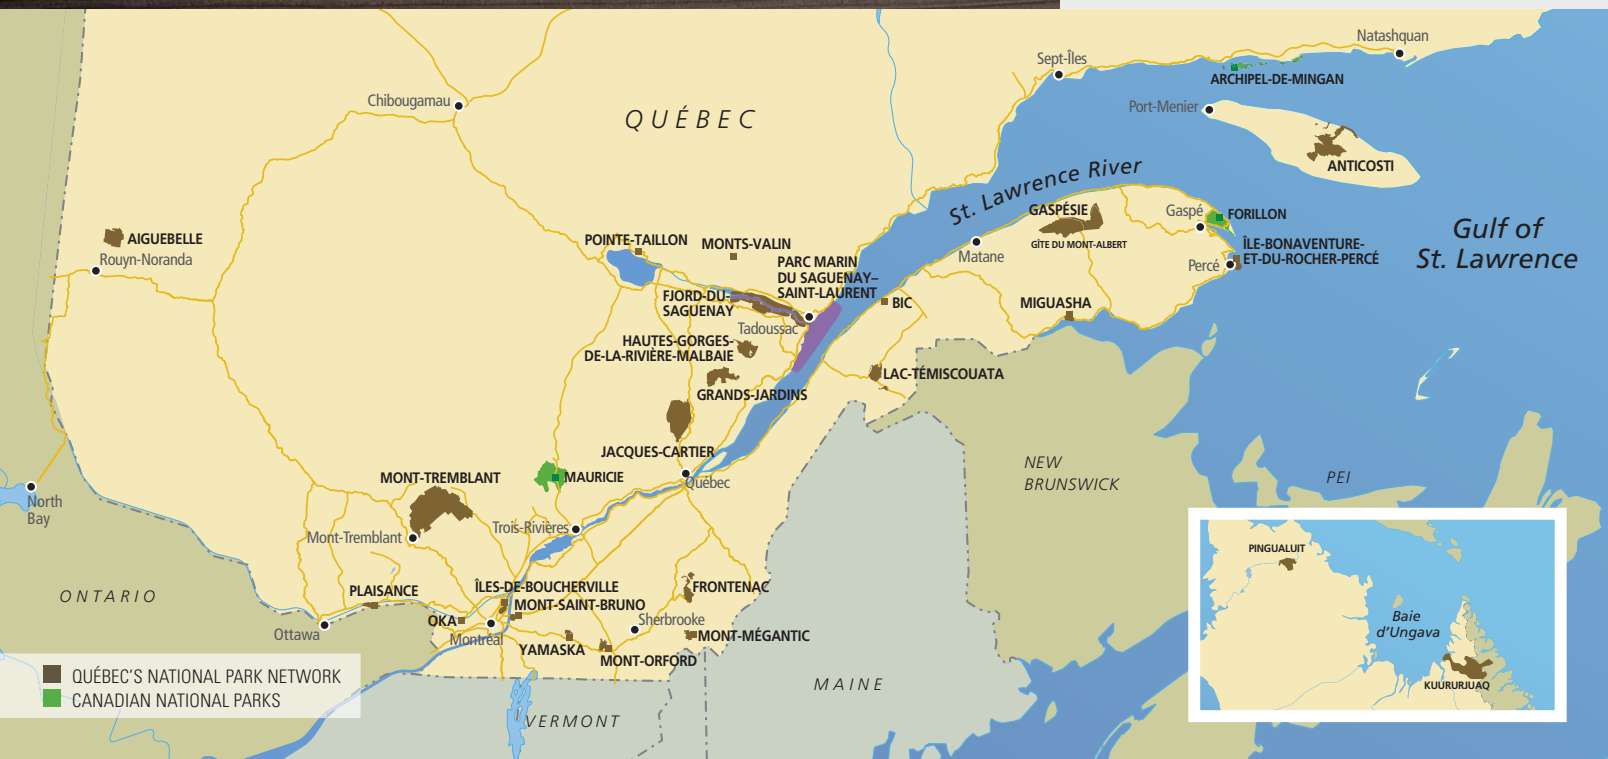 Natashquan
Sept-Îles
ARCHIPEL-DE-MINGAN
Chibougamau
Port-Menier
QUÉBEC
ANTICOSTI
St. Lawrence River
GASPÉSIE
Gaspé
FORILLON
GÎTE DU MONT-ALBERT
Gulf of
St. Lawrence
AIGUEBELLE
Rouyn-Noranda
POINTE-TAILLON
MONTS-VALIN
Matane
ÎLE-BONAVENTURE-
ET-DU-ROCHER-PERCÉ
Percé
PARC MARIN
DU SAGUENAY–
SAINT-LAURENT
FJORD-DU-
SAGUENAY
BIC
MIGUASHA
Tadoussac
HAUTES-GORGES-
DE-LA-RIVIÈRE-MALBAIE
LAC-TÉMISCOUATA
GRANDS-JARDINS
JACQUES-CARTIER
NEW
BRUNSWICK
PEI
MONT-TREMBLANT
MAURICIE
Québec
North
Bay
Trois-Rivières
Mont-Tremblant
PINGUALUIT
ONTARIO
PLAISANCE
ÎLES-DE-BOUCHERVILLE
FRONTENAC
MONT-SAINT-BRUNO
Baie
d'Ungava
OKA
Sherbrooke
Ottawa
Montréal
MONT-MÉGANTIC
YAMASKA
MONT-ORFORD
KUURURJUAQ
MAINE
VERMONT
QUÉBEC'S NATIONAL PARK NETWORK
CANADIAN NATIONAL PARKS